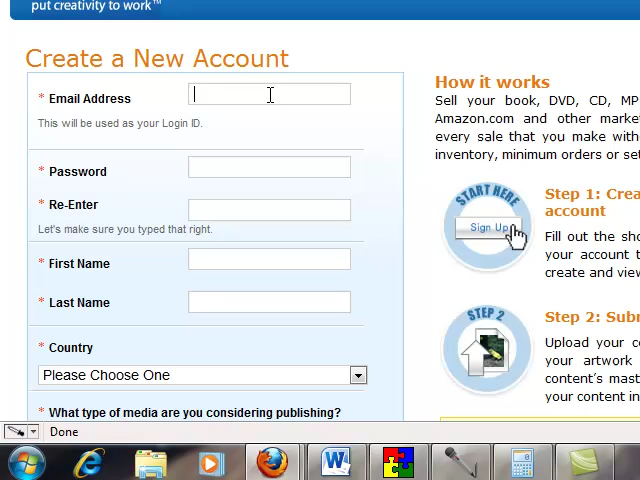 put creativity to work™
Create a New Account
* Email Address
This will be used as your Login ID.
* Password
* Re-Enter
Let's make sure you typed that right.
* First Name
* Last Name
* Country
Please Choose One
* What type of media are you considering publishing?
How it works
Sell your book, DVD, CD, MP
Amazon.com and other marke
every sale that you make with
inventory, minimum orders or set
START HERE
Sign Up
Step 1: Crea
account
Fill out the sho
your account t
create and view
STEP 2
Step 2: Subr
Upload your co
your artwork
content's mast
your content in
Done